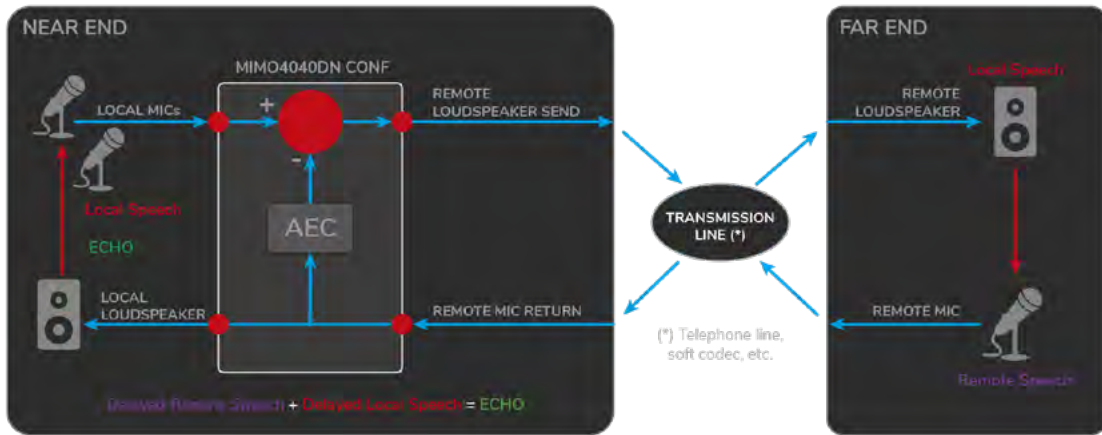 NEAR END
MIMO4040DN CONF
LOCAL MICs
+
-
AEC
Local Speech
ECHO
LOCAL
LOUDSPEAKER
REMOTE
LOUDSPEAKER SEND
REMOTE MIC RETURN
Delayed Remote Speech + Delayed Local Speech = ECHO
TRANSMISSION
LINE (*)
(*) Telephone line,
soft codec, etc.
FAR END
Local Speech
REMOTE
LOUDSPEAKER
REMOTE MIC
Remote Speech